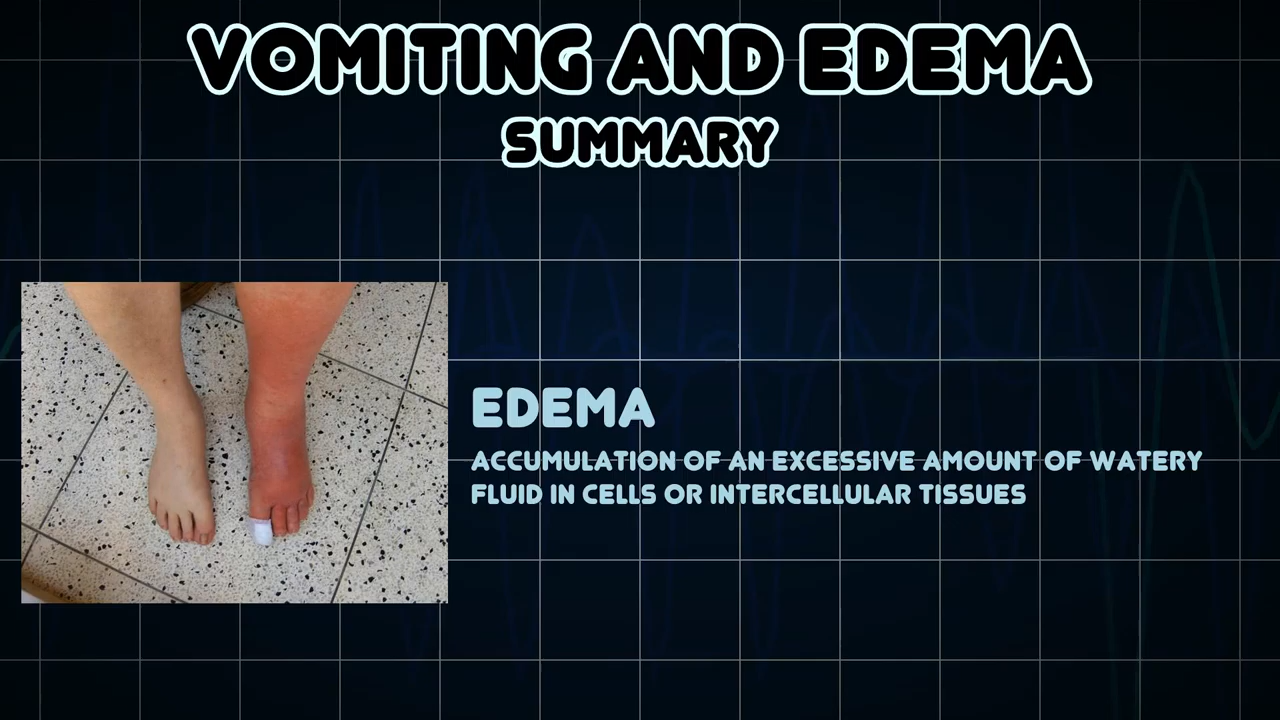 VOMITING AND EDEMA
SUMMARY
EDEMA
ACCUMULATION OF AN EXCESSIVE AMOUNT OF WATERY
FLUID IN CELLS OR INTERCELLULAR TISSUES